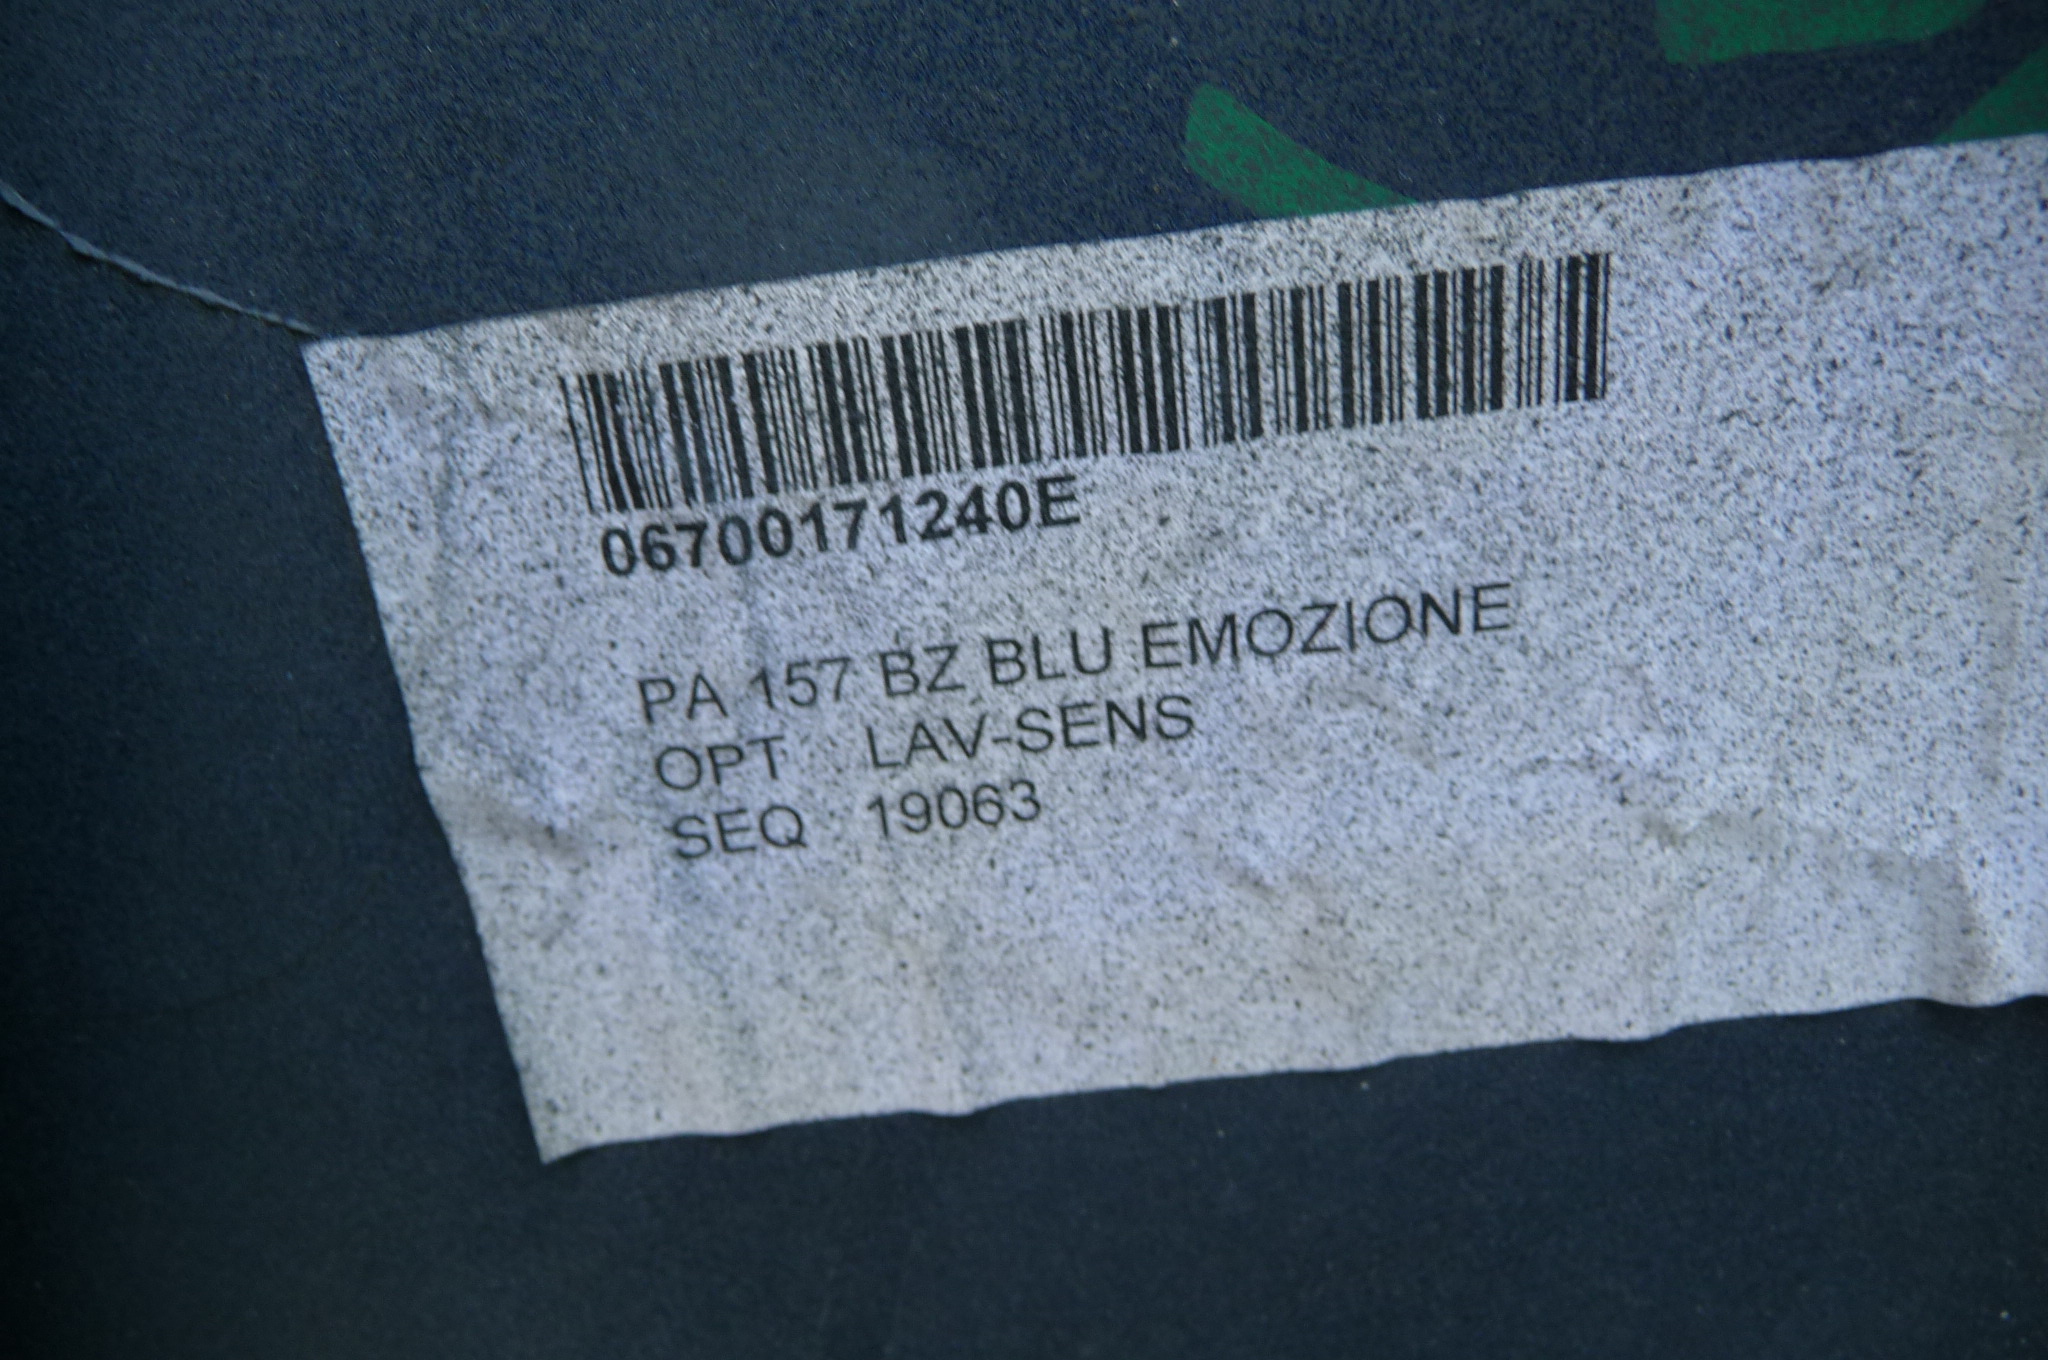 06700171240E
PA 157 BZ BLU EMOZIONE
OPT LAV-SENS
SEQ 19063